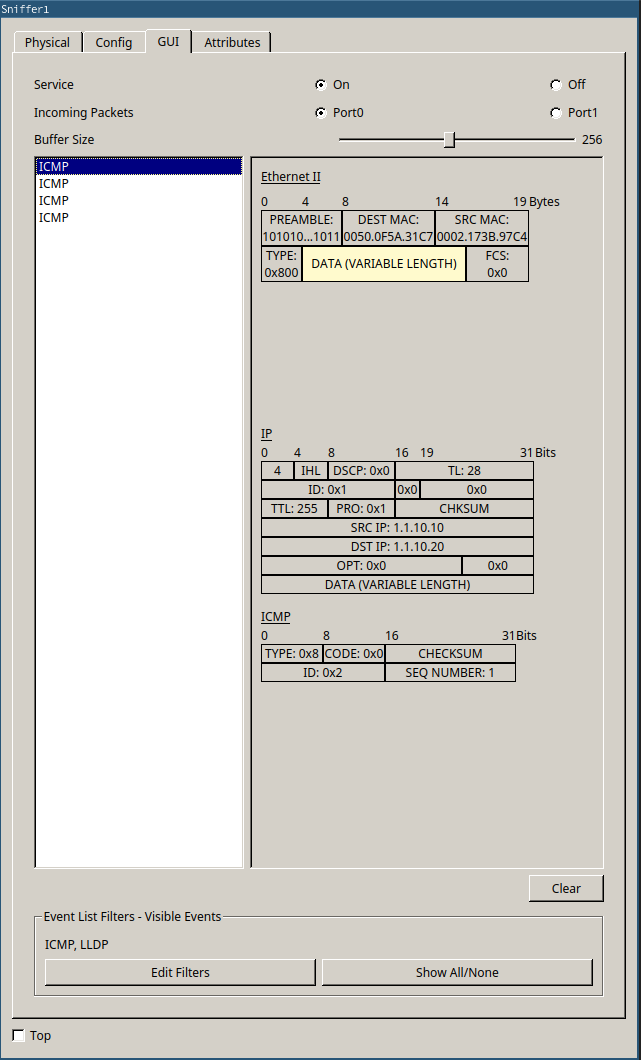 Sniffer1
Physical Config GUI Attributes
Service On Off
Incoming Packets Port0 Port1
Buffer Size 256
ICMP
ICMP
ICMP
ICMP
Ethernet II
0 4 8 14 19 Bytes
PREAMBLE: DEST MAC: SRC MAC:
101010...1011 0050.0F5A.31C7 0002.173B.97C4
TYPE: DATA (VARIABLE LENGTH) FCS:
0x800 0x0
IP
0 4 8 16 19 31 Bits
4 IHL DSCP: 0x0 TL: 28
ID: 0x1 0x0 0x0
TTL: 255 PRO: 0x1 CHKSUM
SRC IP: 1.1.10.10
DST IP: 1.1.10.20
OPT: 0x0 0x0
DATA (VARIABLE LENGTH)
ICMP
0 8 16 31 Bits
TYPE: 0x8 CODE: 0x0 CHECKSUM
ID: 0x2 SEQ NUMBER: 1
Clear
Event List Filters - Visible Events
ICMP, LLDP
Edit Filters Show All/None
Top